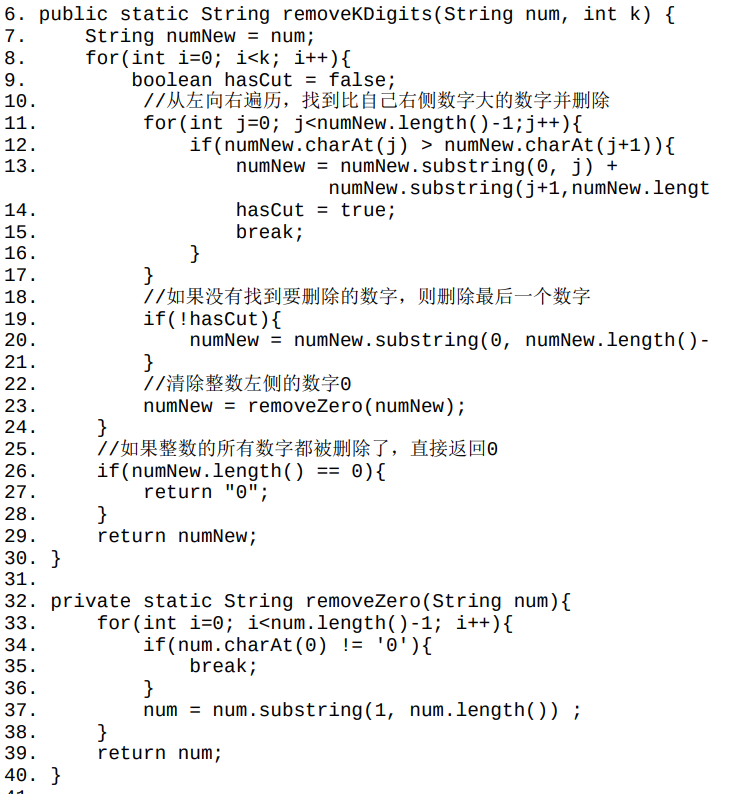 6. public static String removeKDigits(String num, int k) {
7.     String numNew = num;
8.     for(int i=0; i<k; i++){
9.         boolean hasCut = false;
10.         //从左向右遍历，找到比自己右侧数字大的数字并删除
11.         for(int j=0; j<numNew.length()-1;j++){
12.             if(numNew.charAt(j) > numNew.charAt(j+1)){
13.                 numNew = numNew.substring(0, j) +
                            numNew.substring(j+1,numNew.lengt
14.                 hasCut = true;
15.                 break;
16.             }
17.         }
18.         //如果没有找到要删除的数字，则删除最后一个数字
19.         if(!hasCut){
20.             numNew = numNew.substring(0, numNew.length()-
21.         }
22.         //清除整数左侧的数字0
23.         numNew = removeZero(numNew);
24.     }
25.     //如果整数的所有数字都被删除了，直接返回0
26.     if(numNew.length() == 0){
27.         return "0";
28.     }
29.     return numNew;
30. }
31.
32. private static String removeZero(String num){
33.     for(int i=0; i<num.length()-1; i++){
34.         if(num.charAt(0) != '0'){
35.             break;
36.         }
37.         num = num.substring(1, num.length()) ;
38.     }
39.     return num;
40. }